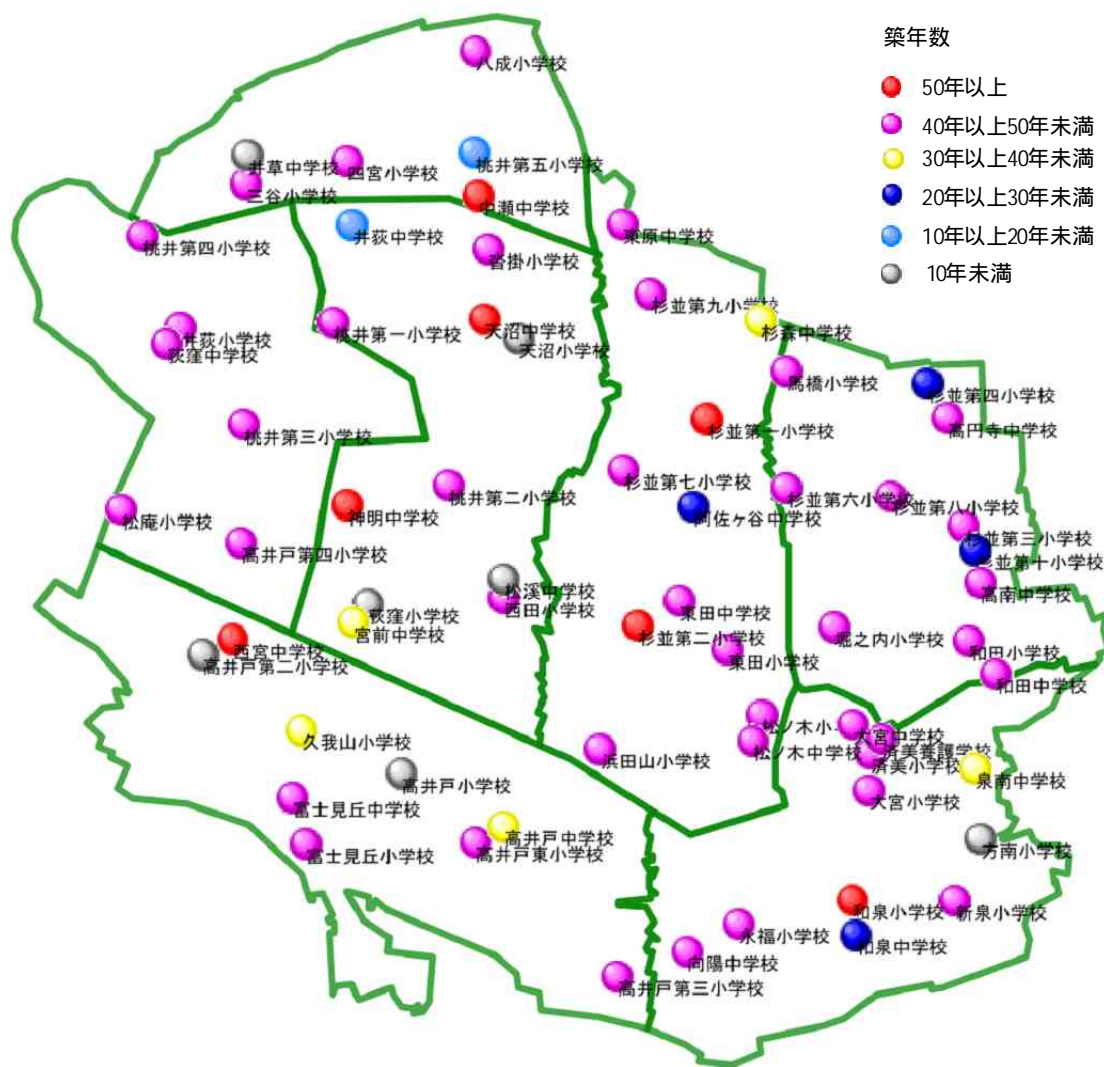 築年数
50年以上
40年以上50年未満
30年以上40年未満
20年以上30年未満
10年以上20年未満
10年未満
八成小学校
井草中学校
四宮小学校
桃井第五小学校
三谷小学校
中瀬中学校
東原中学校
井荻中学校
桃井第四小学校
沓掛小学校
杉並第九小学校
井荻小学校
桃井第一小学校
天沼中学校
杉森中学校
荻窪中学校
天沼小学校
馬橋小学校
杉並第四小学校
桃井第三小学校
杉並第一小学校
高円寺中学校
杉並第七小学校
桃井第二小学校
杉並第六小学校
杉並第八小学校
松庵小学校
神明中学校
阿佐ヶ谷中学校
杉並第三小学校
高井戸第四小学校
杉並第十小学校
松溪中学校
高南中学校
西田小学校
荻窪小学校
東田中学校
宮前中学校
杉並第二小学校
堀之内小学校
西宮中学校
和田小学校
高井戸第二小学校
東田小学校
和田中学校
久我山小学校
松ノ木小
大宮中学校
浜田山小学校
松ノ木中学校
済美養護学校
済美小学校
高井戸小学校
泉南中学校
富士見丘中学校
大宮小学校
高井戸中学校
富士見丘小学校
高井戸東小学校
方南小学校
和泉小学校
新泉小学校
永福小学校
和泉中学校
向陽中学校
高井戸第三小学校